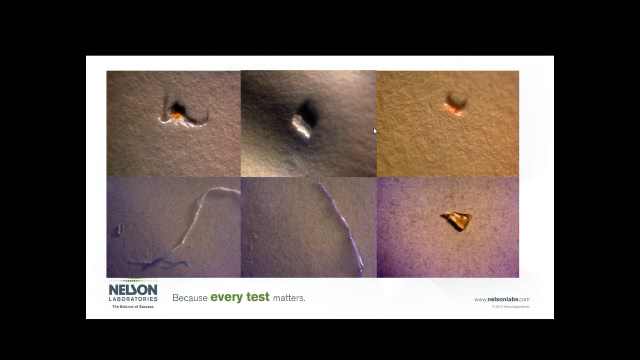 NELSON
LABORATORIES
The Science of Success
Because every test matters.
www.nelsonlabs.com